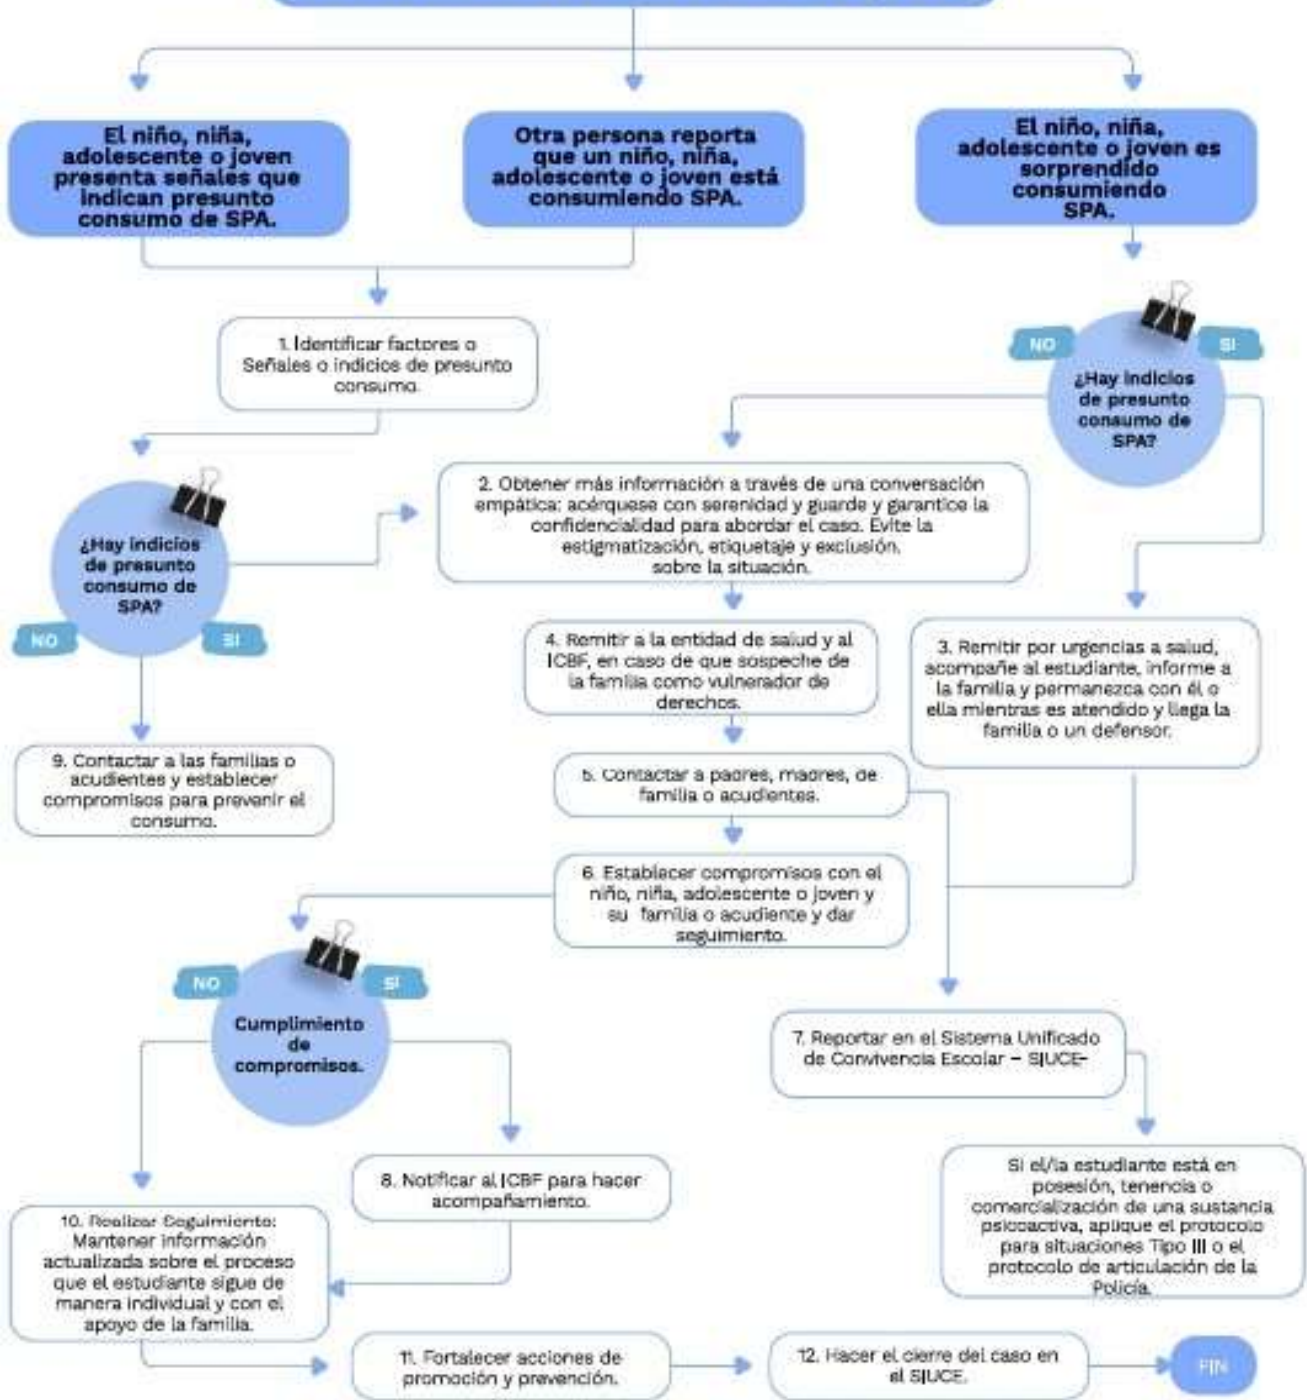 El niño, niña,
adolescente o joven
presenta señales que
indican presunto
consumo de SPA.
Otra persona reporta
que un niño, niña,
adolescente o joven está
consumiendo SPA.
El niño, niña,
adolescente o joven es
sorprendido
consumiendo
SPA.
1. Identificar factores o
Señales o indicios de presunto
consumo.
NO
SI
¿Hay indicios
de presunto
consumo de
SPA?
2. Obtener más información a través de una conversación
empática: acérquese con serenidad y guarde y garantice la
confidencialidad para abordar el caso. Evite la
estigmatización, etiquetaje y exclusión.
sobre la situación.
¿Hay indicios
de presunto
consumo de
SPA?
NO
SI
4. Remitir a la entidad de salud y al
ICBF, en caso de que sospeche de
la familia como vulnerador de
derechos.
3. Remitir por urgencias a salud,
acompañe al estudiante, informe a
la familia y permanezca con él o
ella mientras es atendido y llega la
familia o un defensor.
9. Contactar a las familias o
acudientes y establecer
compromisos para prevenir el
consumo.
5. Contactar a padres, madres, de
familia o acudientes.
6. Establecer compromisos con el
niño, niña, adolescente o joven y
su familia o acudiente y dar
seguimiento.
NO
SI
Cumplimiento
de
compromisos.
7. Reportar en el Sistema Unificado
de Convivencia Escolar – SIUCE-
8. Notificar al ICBF para hacer
acompañamiento.
Si el/la estudiante está en
posesión, tenencia o
comercialización de una sustancia
psicoactiva, aplique el protocolo
para situaciones Tipo III o el
protocolo de articulación de la
Policía.
10. Realizar Seguimiento:
Mantener información
actualizada sobre el proceso
que el estudiante sigue de
manera individual y con el
apoyo de la familia.
11. Fortalecer acciones de
promoción y prevención.
12. Hacer el cierre del caso en
el SIUCE.
FIN